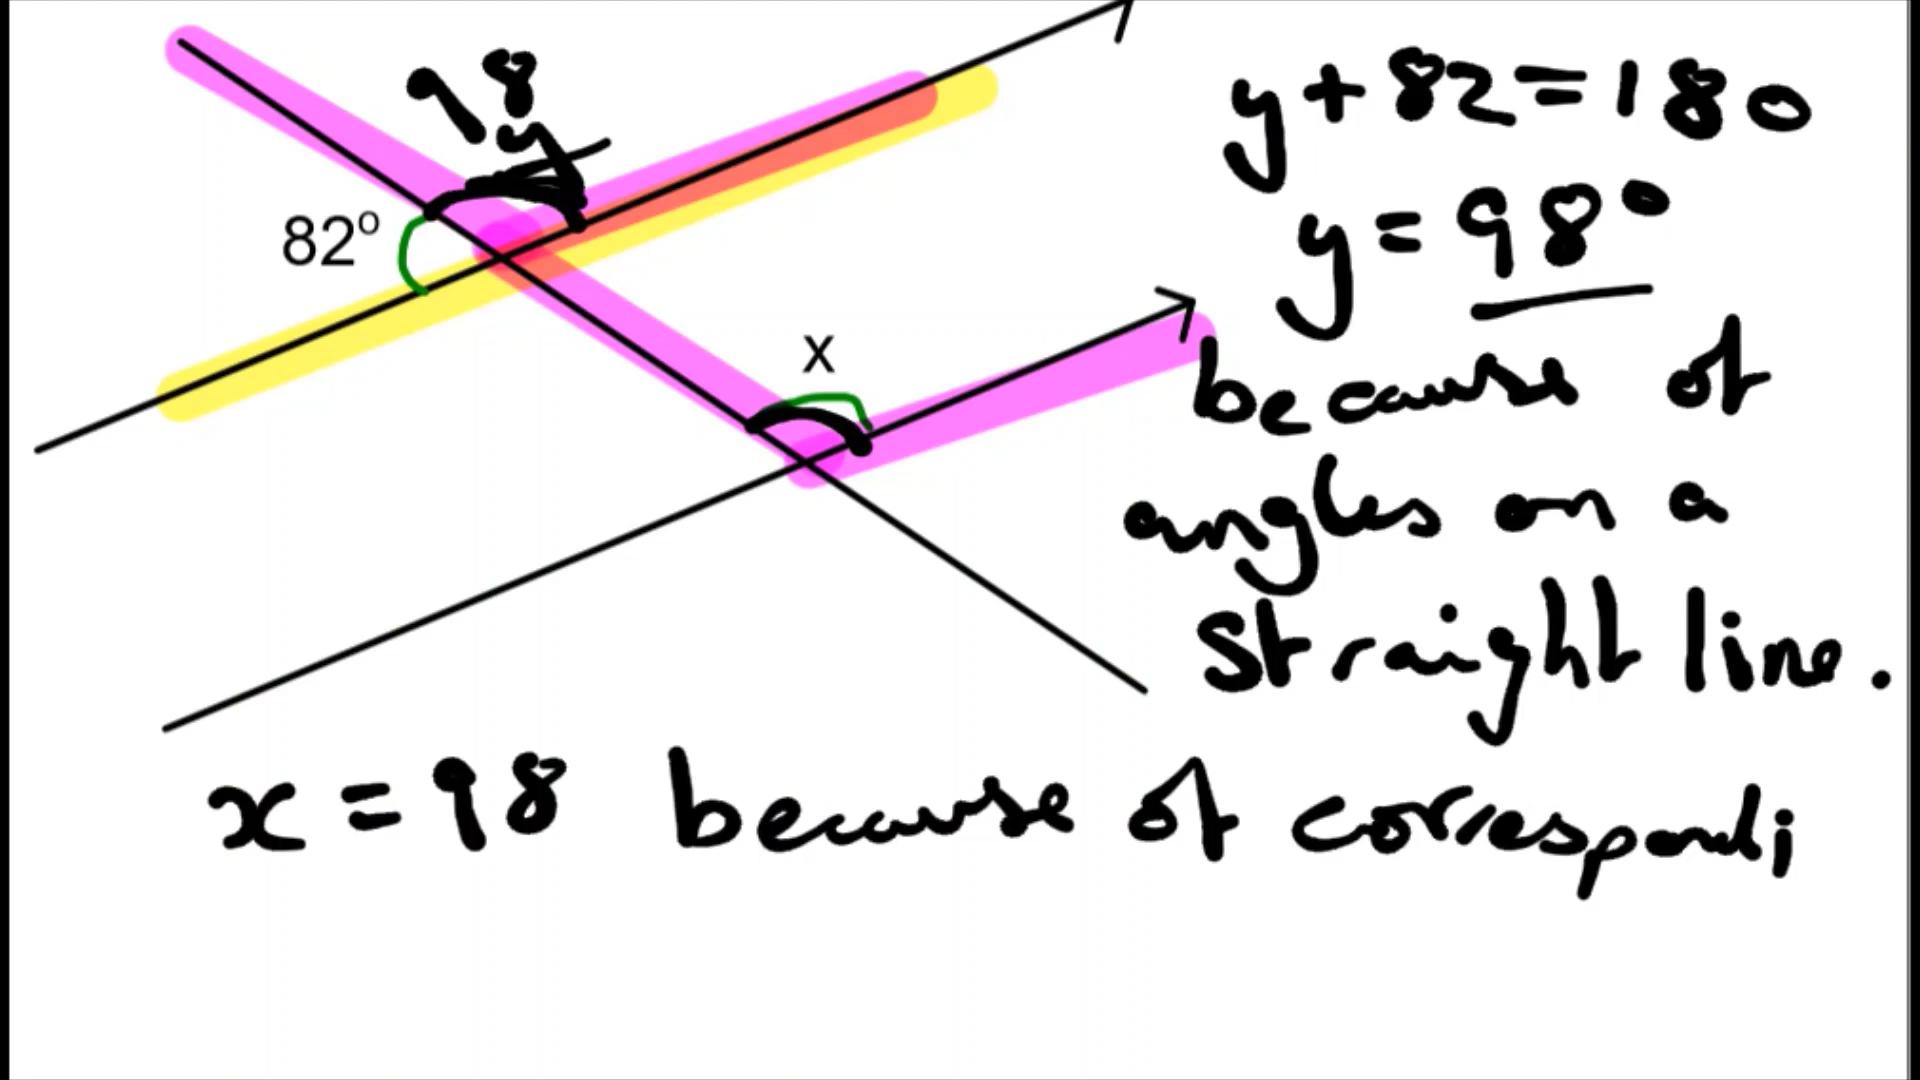 98
y
82°
x
y + 82 = 180
y = 98°
because of
angles on a
straight line.
x = 98 because of correspondi